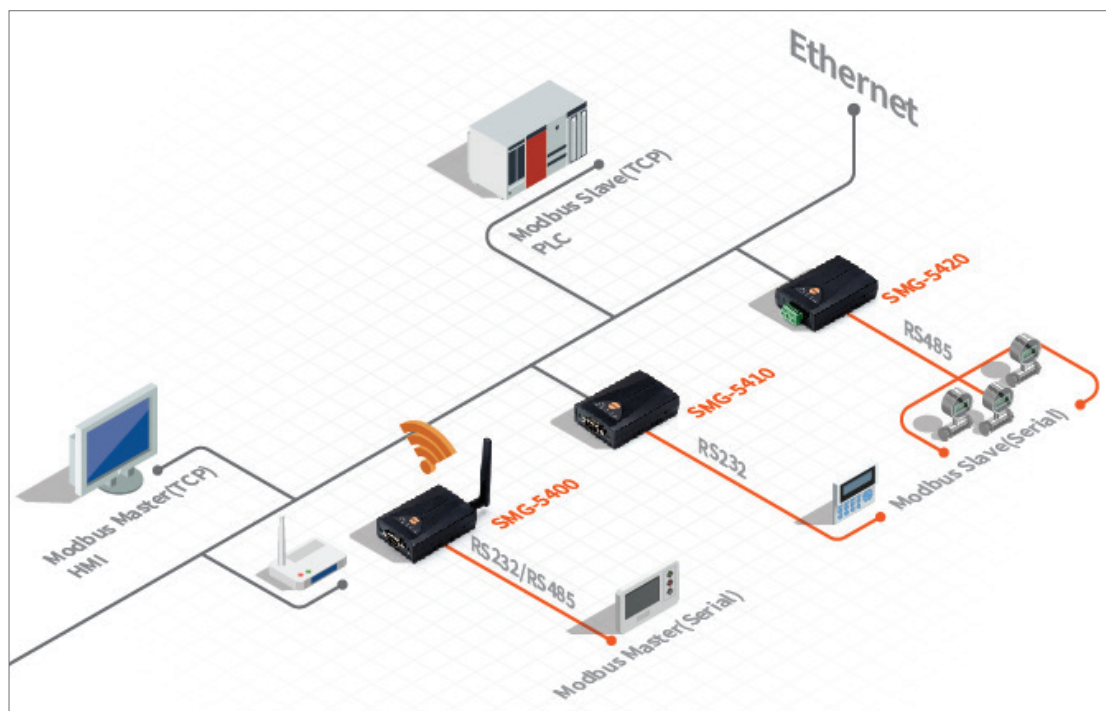 Ethernet
Modbus Slave(TCP)
PLC
SMG-5420
RS485
SMG-5410
RS232
Modbus Slave(Serial)
Modbus Master(TCP)
HMI
SMG-5400
RS232/RS485
Modbus Master(Serial)